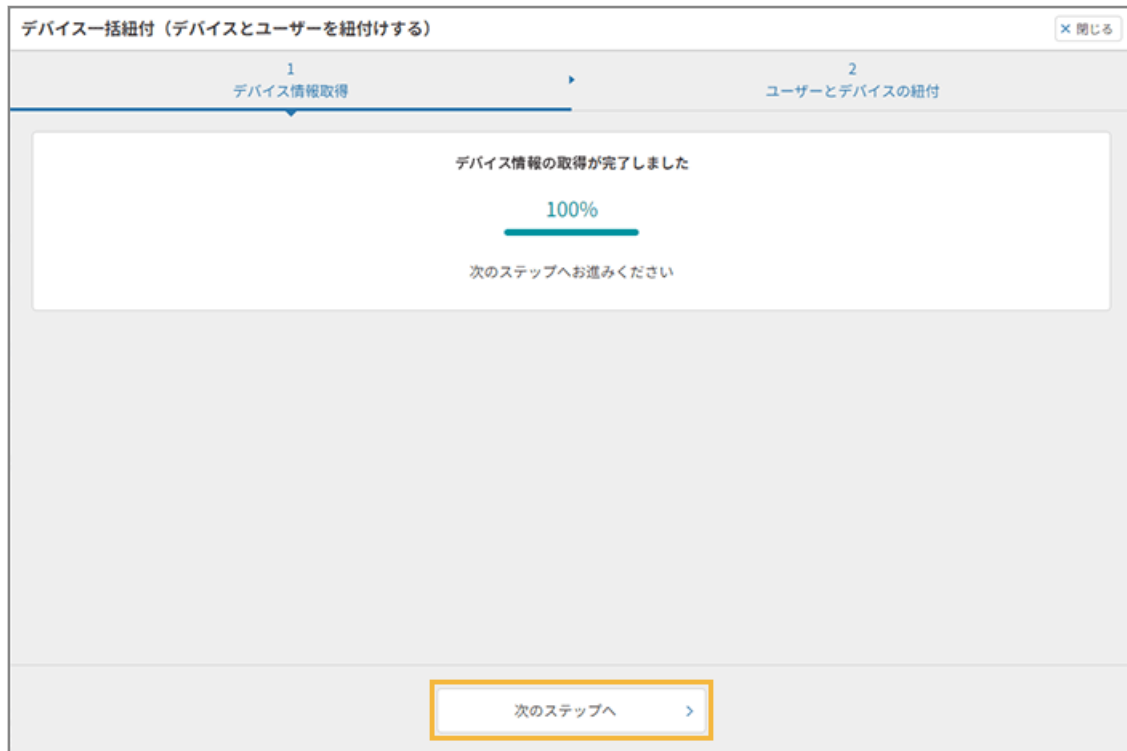 デバイス一括紐付（デバイスとユーザーを紐付けする）
× 閉じる
1
デバイス情報取得
2
ユーザーとデバイスの紐付
デバイス情報の取得が完了しました
100%
次のステップへお進みください
次のステップへ